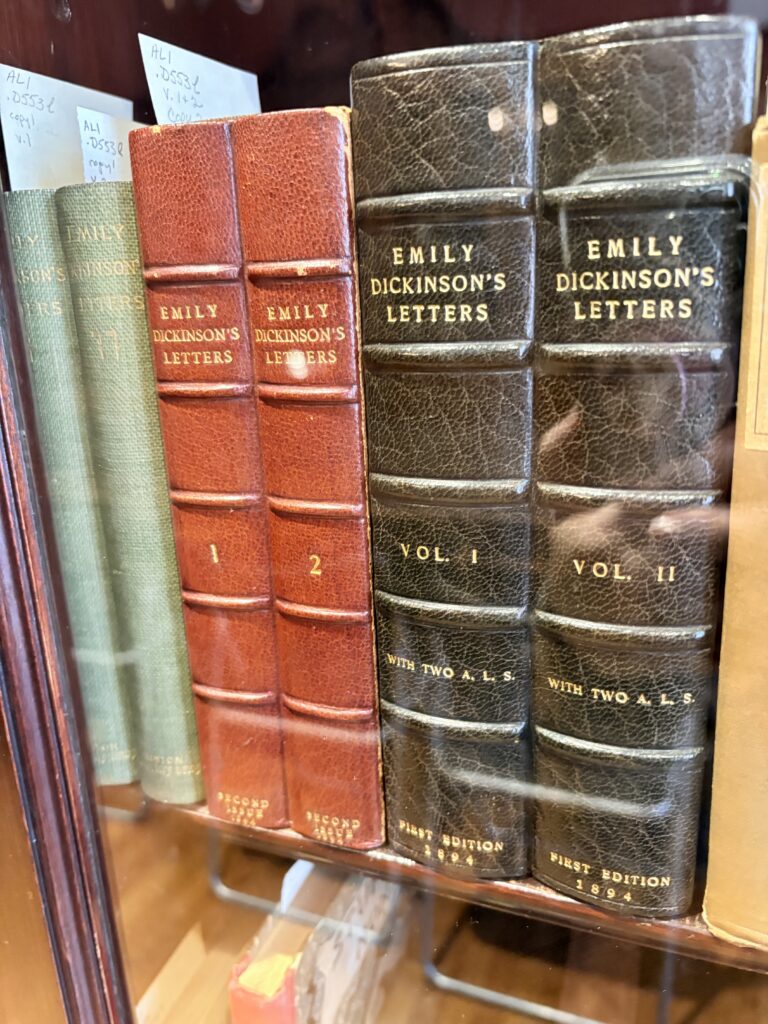 AL1
.D553l
copy1
v.1
AL1
.D553l
copy1
AL1
.D553l
v.1+2
EMILY
EMILY
DICKINSON'S
LETTERS
1
SECOND
ISSUE
EMILY
DICKINSON'S
LETTERS
2
SECOND
ISSUE
EMILY
DICKINSON'S
LETTERS
VOL. I
WITH TWO A. L. S.
FIRST EDITION
1894
EMILY
DICKINSON'S
LETTERS
VOL. II
WITH TWO A. L. S.
FIRST EDITION
1894